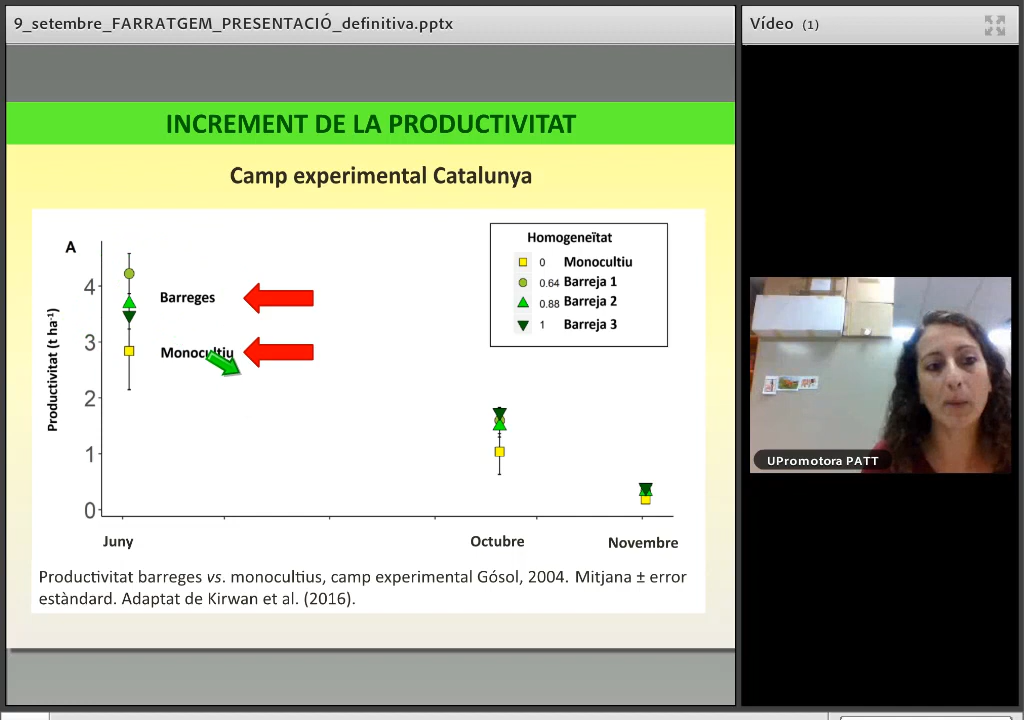 9_setembre_FARRATGEM_PRESENTACIÓ_definitiva.pptx
Vídeo (1)
INCREMENT DE LA PRODUCTIVITAT
Camp experimental Catalunya
A
Homogeneïtat
0 Monocultiu
0.64 Barreja 1
0.88 Barreja 2
1 Barreja 3
Productivitat (t ha-1)
4
3
2
1
0
Barreges
Monocultiu
Juny
Octubre
Novembre
Productivitat barreges vs. monocultius, camp experimental Gósol, 2004. Mitjana ± error
estàndard. Adaptat de Kirwan et al. (2016).
UPromotora PATT